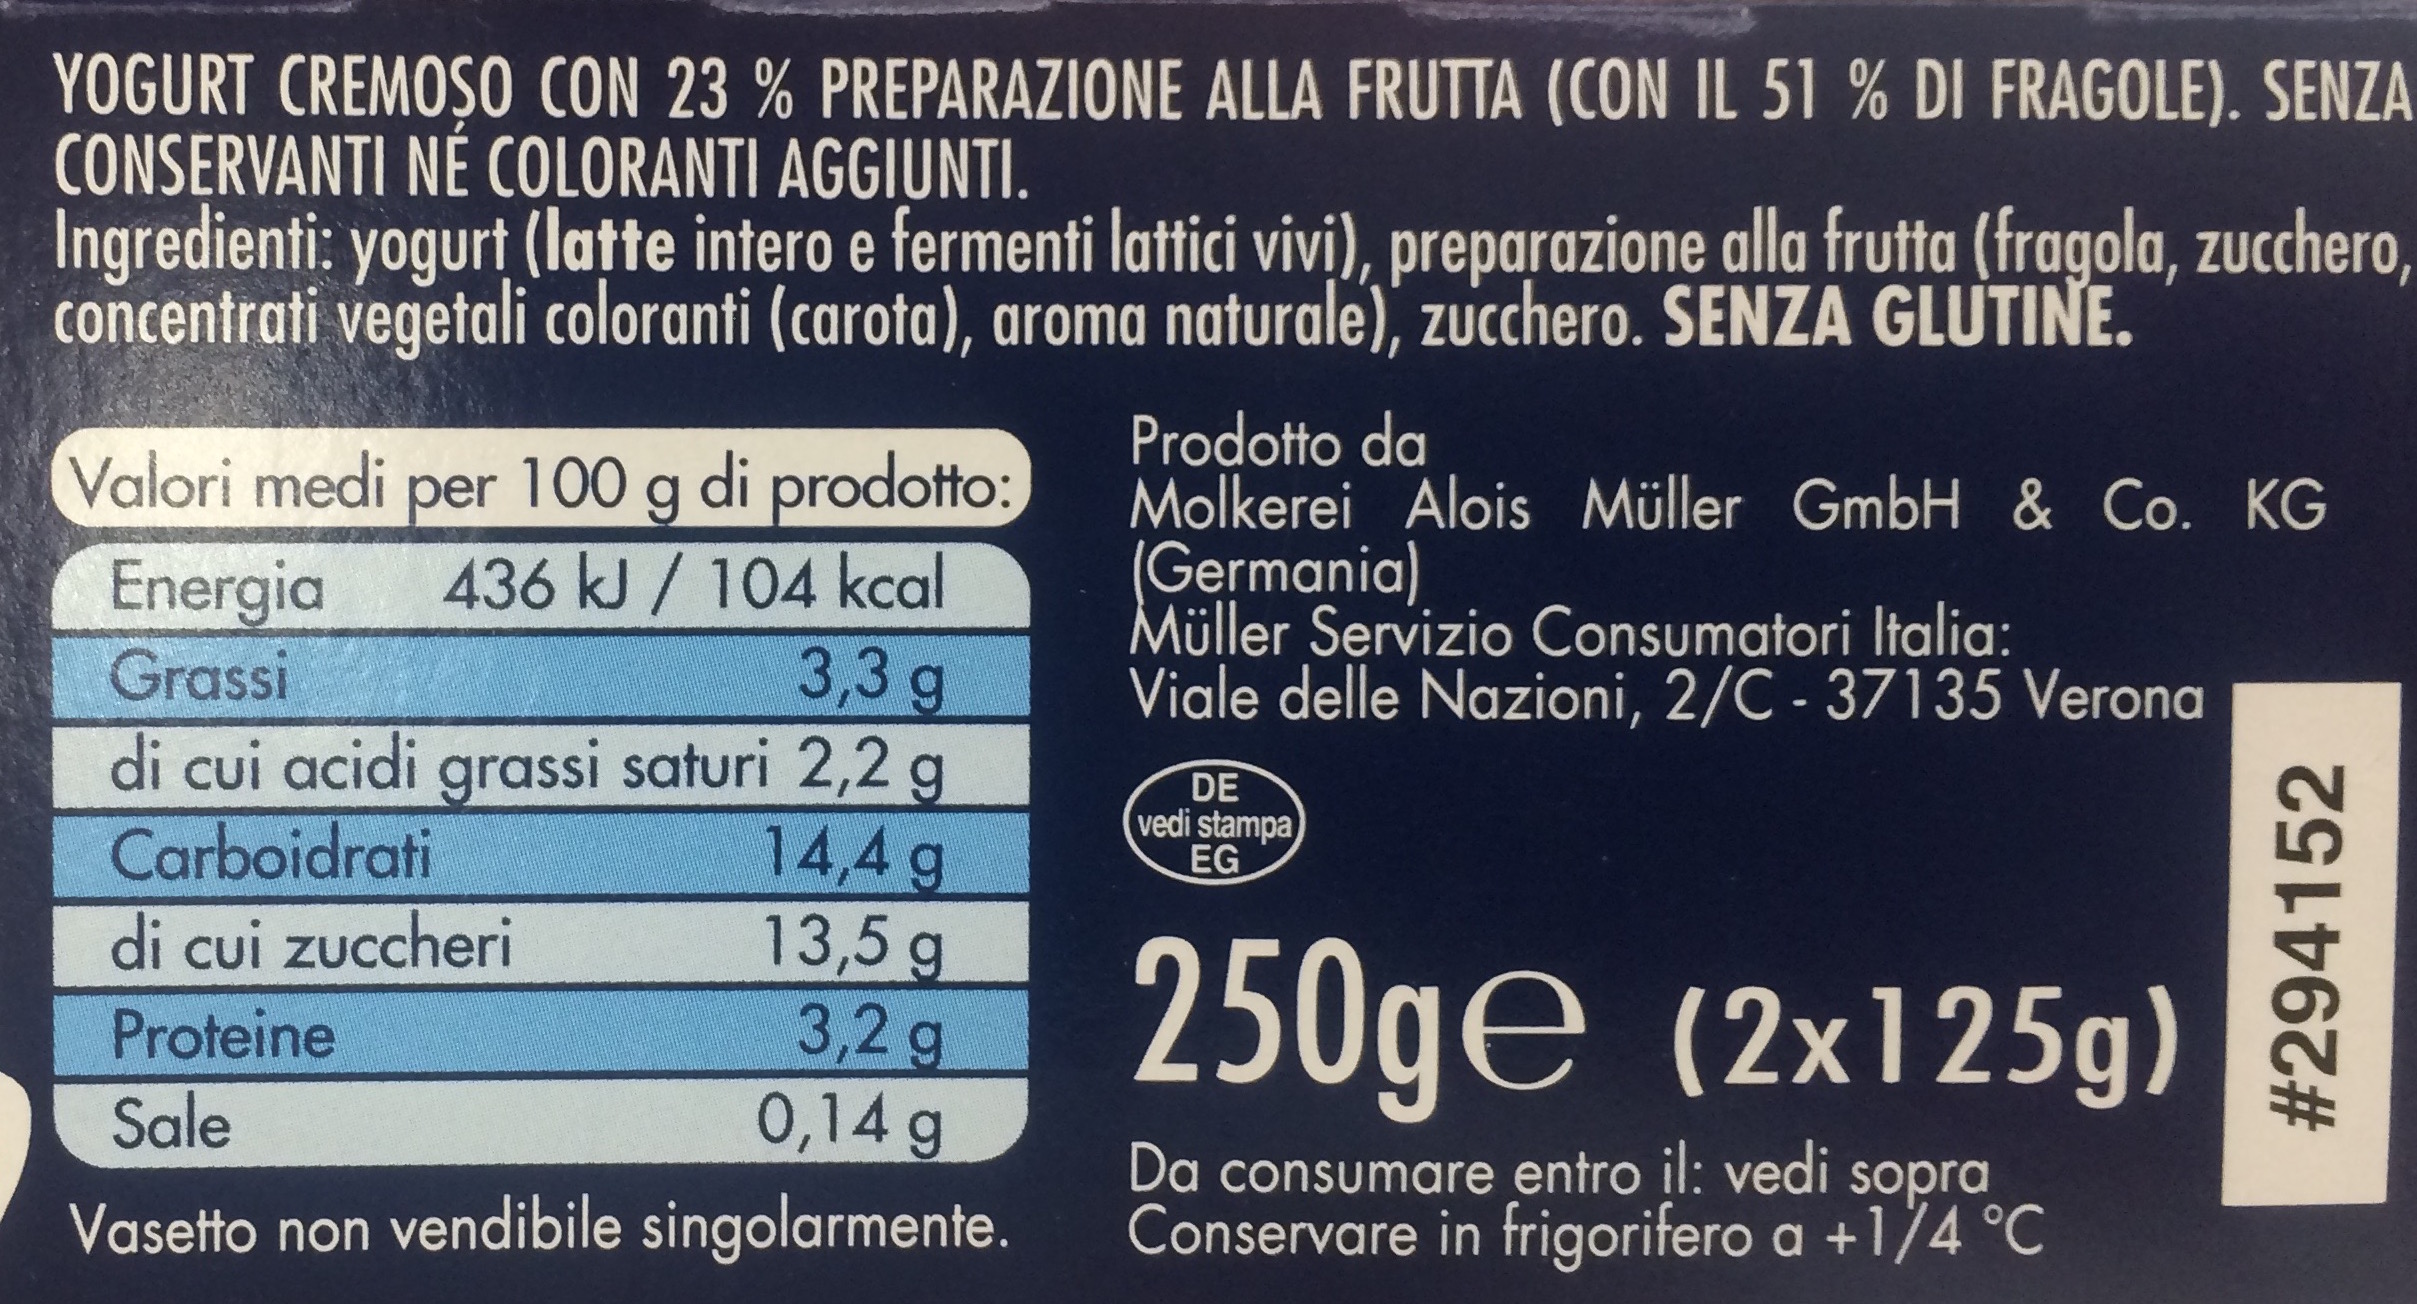 YOGURT CREMOSO CON 23 % PREPARAZIONE ALLA FRUTTA (CON IL 51 % DI FRAGOLE). SENZA
CONSERVANTI NÉ COLORANTI AGGIUNTI.
Ingredienti: yogurt (latte intero e fermenti lattici vivi), preparazione alla frutta (fragola, zucchero,
concentrati vegetali coloranti (carota), aroma naturale), zucchero. SENZA GLUTINE.
Valori medi per 100 g di prodotto:
Energia 436 kJ / 104 kcal
Grassi 3,3 g
di cui acidi grassi saturi 2,2 g
Carboidrati 14,4 g
di cui zuccheri 13,5 g
Proteine 3,2 g
Sale 0,14 g
Vasetto non vendibile singolarmente.
Prodotto da
Molkerei Alois Müller GmbH & Co. KG
(Germania)
Müller Servizio Consumatori Italia:
Viale delle Nazioni, 2/C - 37135 Verona
DE
vedi stampa
EG
250g℮ (2x125g)
Da consumare entro il: vedi sopra
Conservare in frigorifero a +1/4 °C
#294152